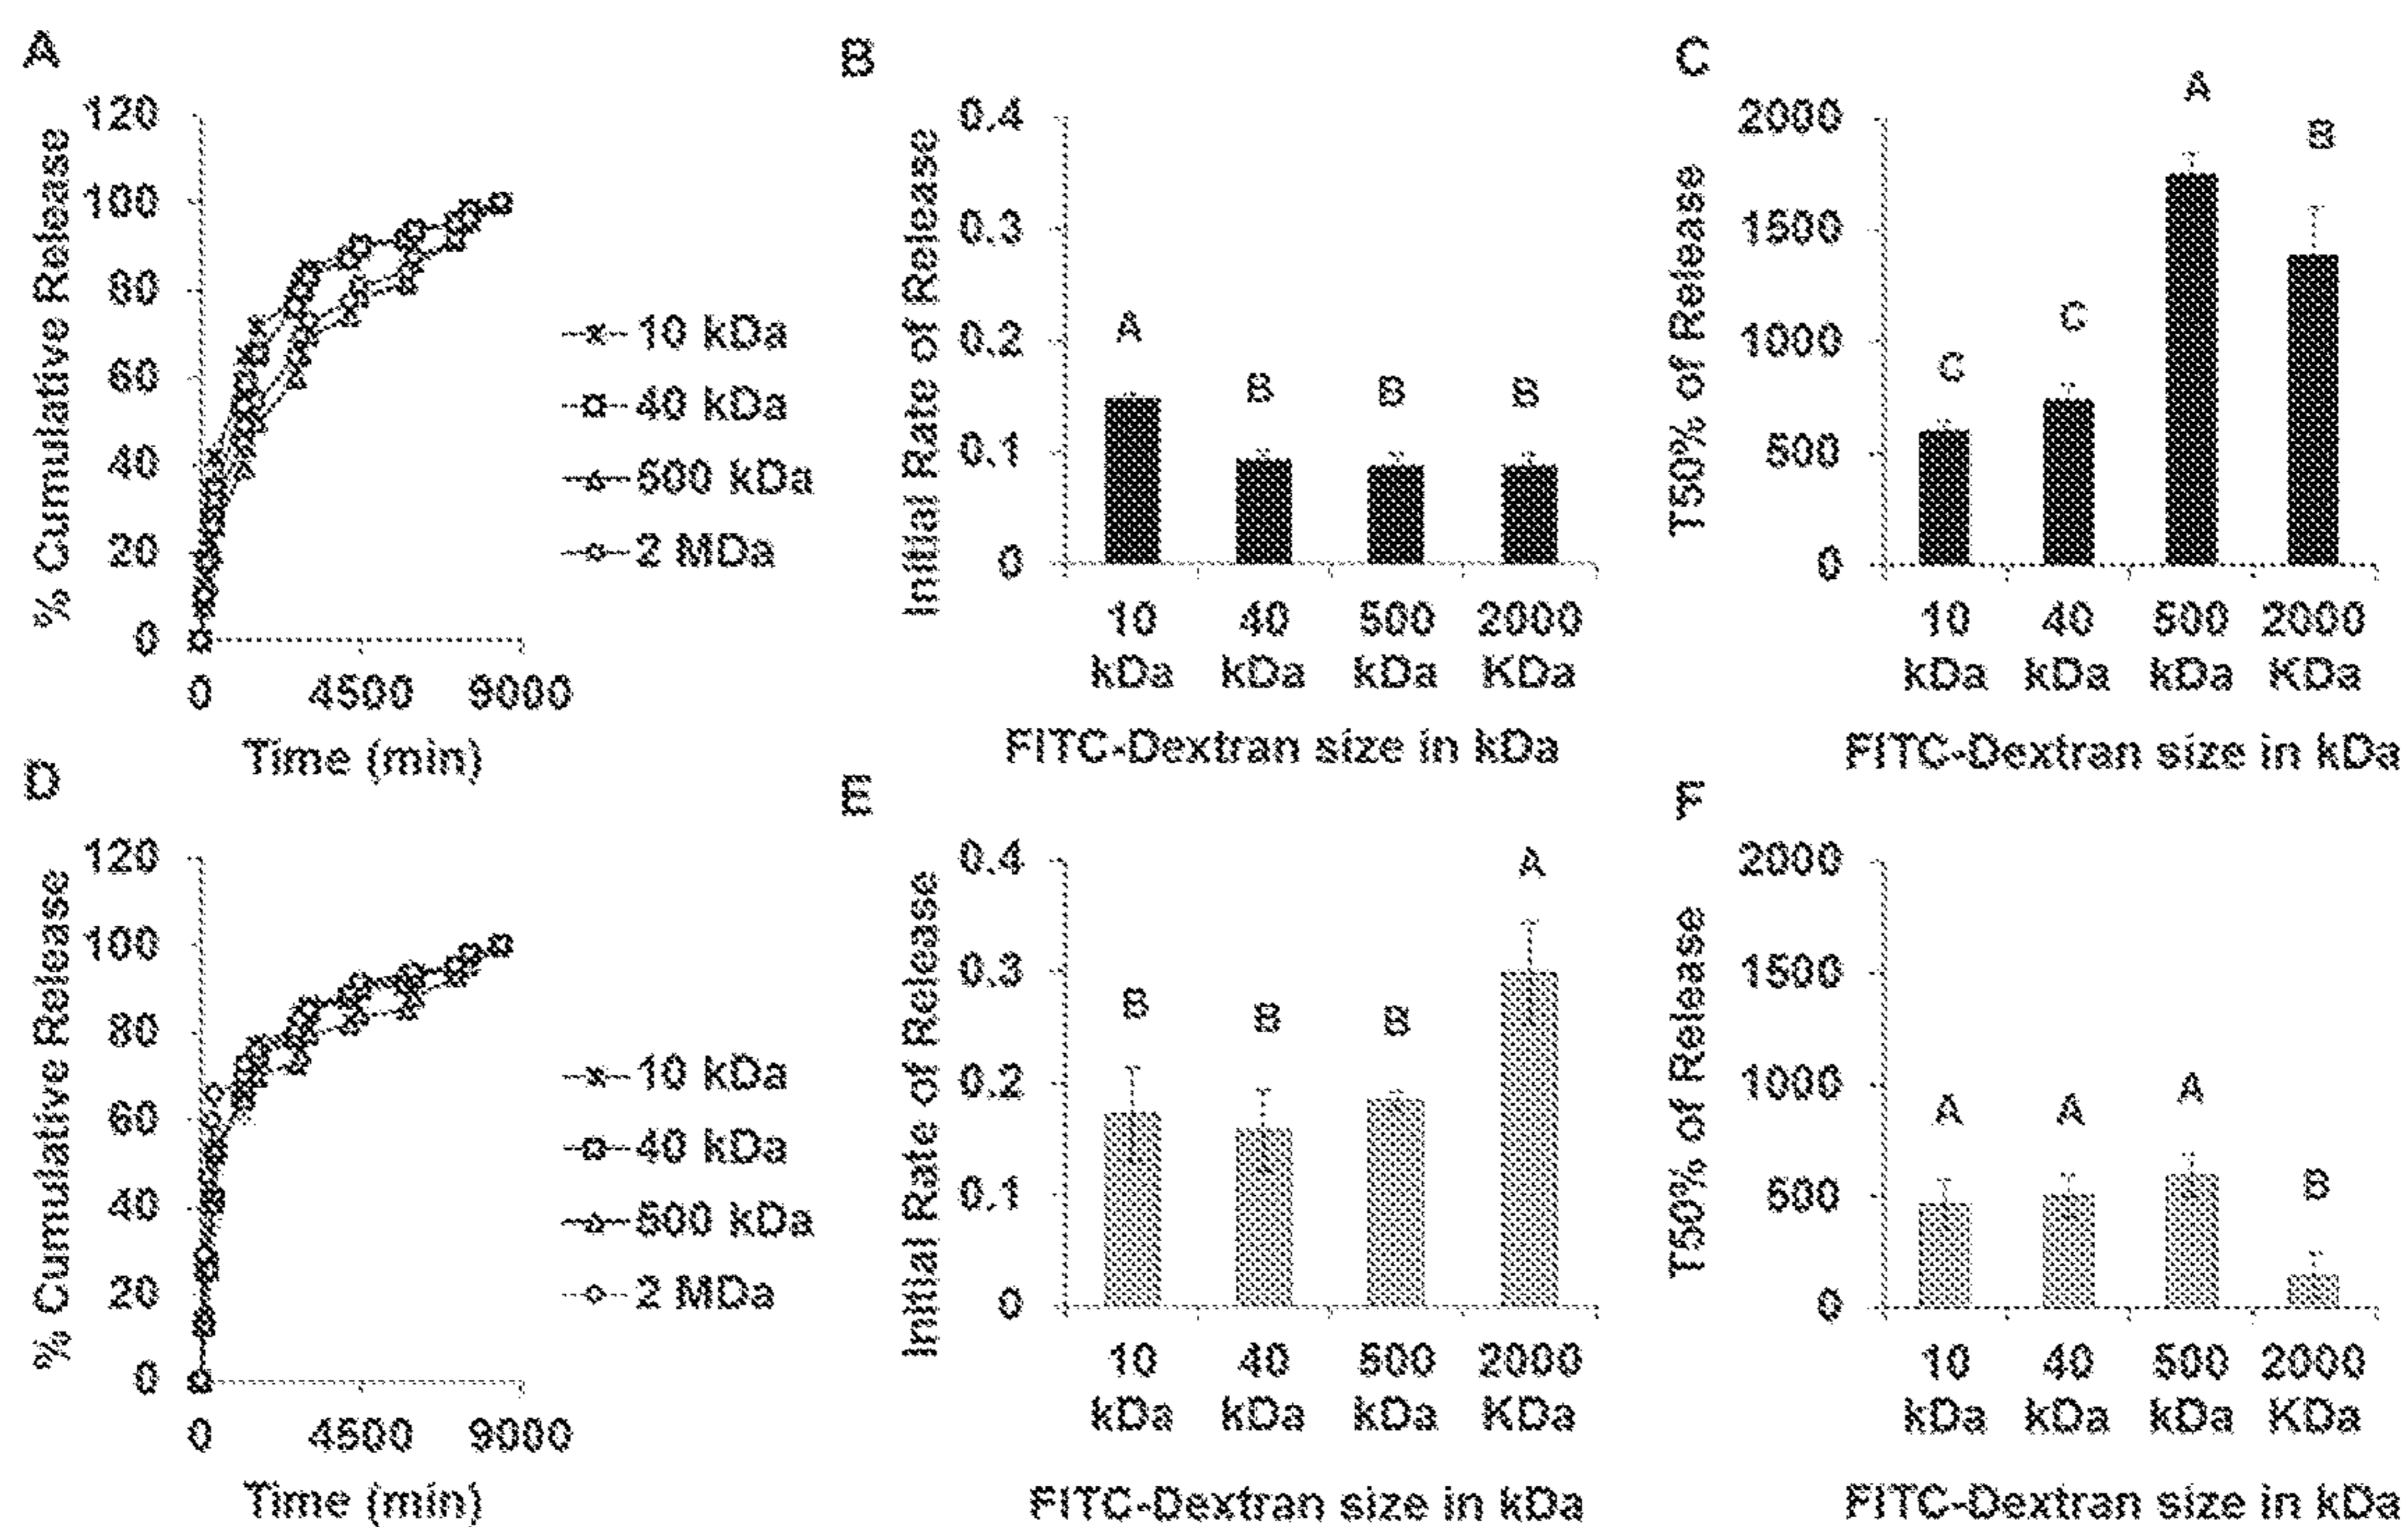 A
% Cumulative Release
120
100
80
60
40
20
0
0 4500 9000
Time (min)
10 kDa
40 kDa
500 kDa
2 MDa
B
Initial Rate of Release
0.4
0.3
0.2
0.1
0
A
B
B
B
10 40 500 2000
kDa kDa kDa KDa
FITC-Dextran size in kDa
C
T50% of Release
2000
1500
1000
500
0
C
C
A
B
10 40 500 2000
kDa kDa kDa KDa
FITC-Dextran size in kDa
D
% Cumulative Release
120
100
80
60
40
20
0
0 4500 9000
Time (min)
10 kDa
40 kDa
500 kDa
2 MDa
E
Initial Rate of Release
0.4
0.3
0.2
0.1
0
B
B
B
A
10 40 500 2000
kDa kDa kDa KDa
FITC-Dextran size in kDa
F
T50% of Release
2000
1500
1000
500
0
A
A
A
B
10 40 500 2000
kDa kDa kDa KDa
FITC-Dextran size in kDa